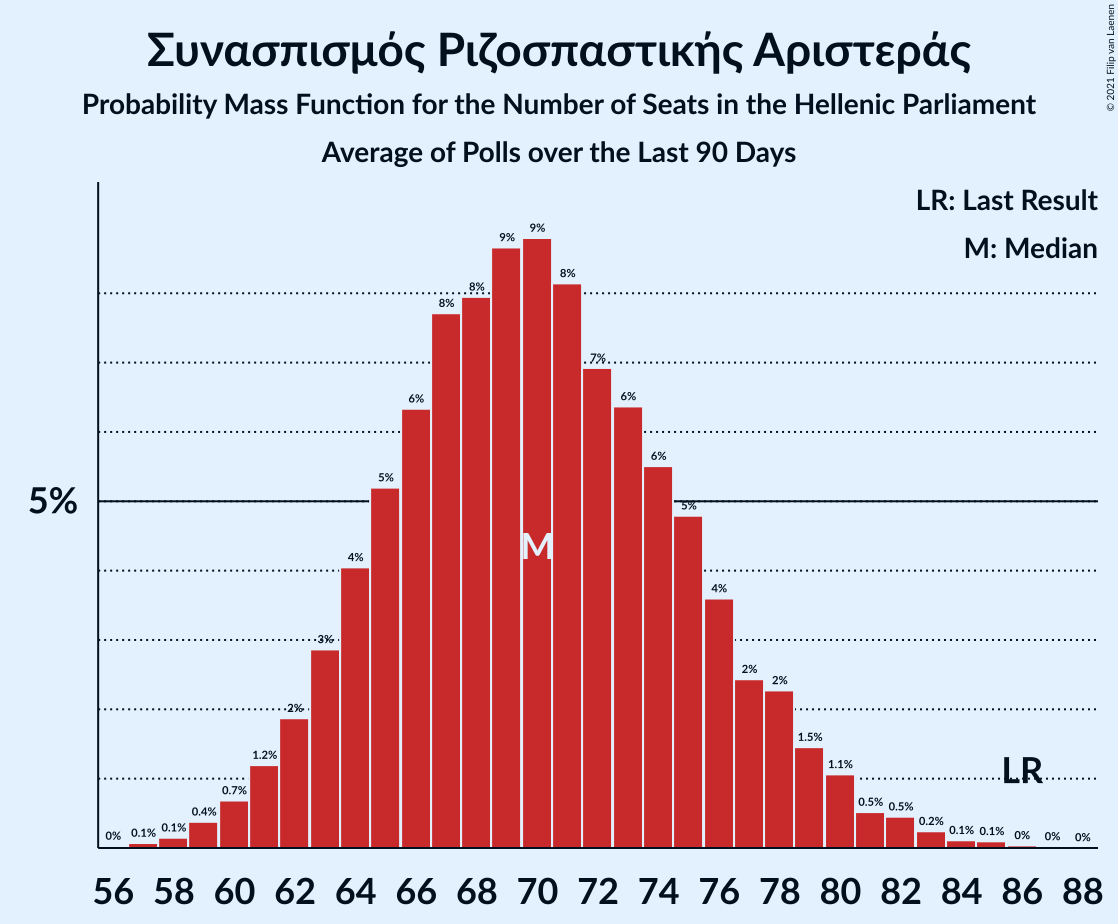 Συνασπισμός Ριζοσπαστικής Αριστεράς
Probability Mass Function for the Number of Seats in the Hellenic Parliament
Average of Polls over the Last 90 Days
© 2021 Filip van Laenen
LR: Last Result
M: Median
5%
0% 0.1% 0.1% 0.4% 0.7% 1.2% 2% 3% 4% 5% 6% 8% 8% 9% 9% 8% 7% 6% 6% 5% 4% 2% 2% 1.5% 1.1% 0.5% 0.5% 0.2% 0.1% 0.1% 0% 0% 0%
M
LR
56 58 60 62 64 66 68 70 72 74 76 78 80 82 84 86 88